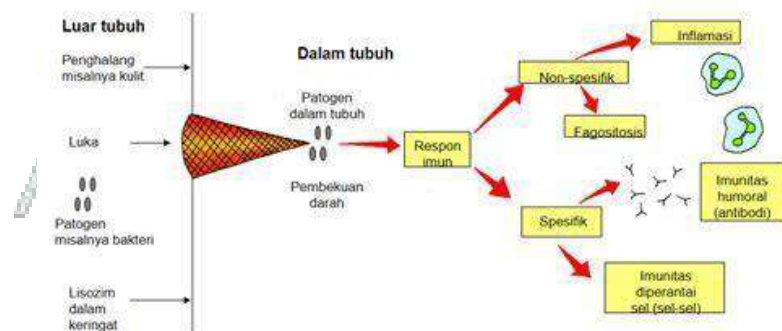 Luar tubuh
Penghalang
misalnya kulit
Luka
Patogen
misalnya bakteri
Lisozim
dalam
keringat
Dalam tubuh
Patogen
dalam tubuh
Pembekuan
darah
Respon
imun
Non-spesifik
Inflamasi
Fagositosis
Spesifik
Imunitas
humoral
(antibodi)
Imunitas
diperantai
sel (sel-sel)